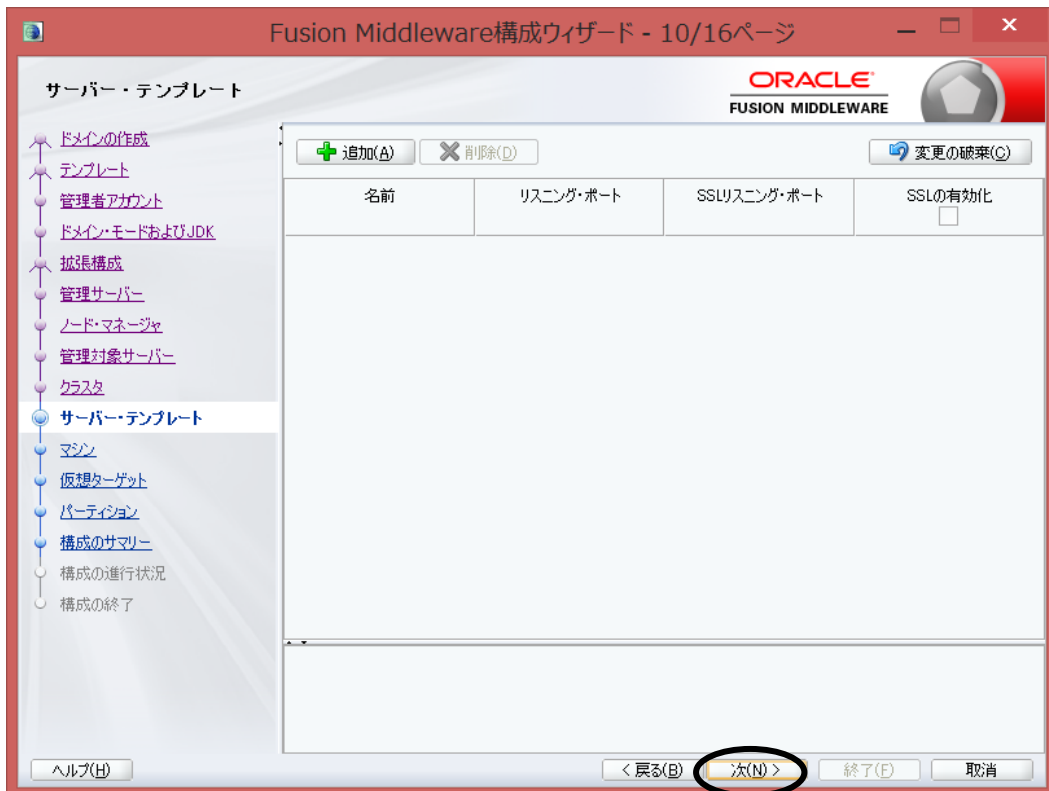 Fusion Middleware構成ウィザード - 10/16ページ
サーバー・テンプレート
ORACLE
FUSION MIDDLEWARE
ドメインの作成
テンプレート
管理者アカウント
ドメイン・モードおよびJDK
拡張構成
管理サーバー
ノード・マネージャ
管理対象サーバー
クラスタ
サーバー・テンプレート
マシン
仮想ターゲット
パーティション
構成のサマリー
構成の進行状況
構成の終了
追加(A) 削除(D) 変更の破棄(C)
名前 リスニング・ポート SSLリスニング・ポート SSLの有効化
ヘルプ(H) < 戻る(B) 次(N) > 終了(F) 取消